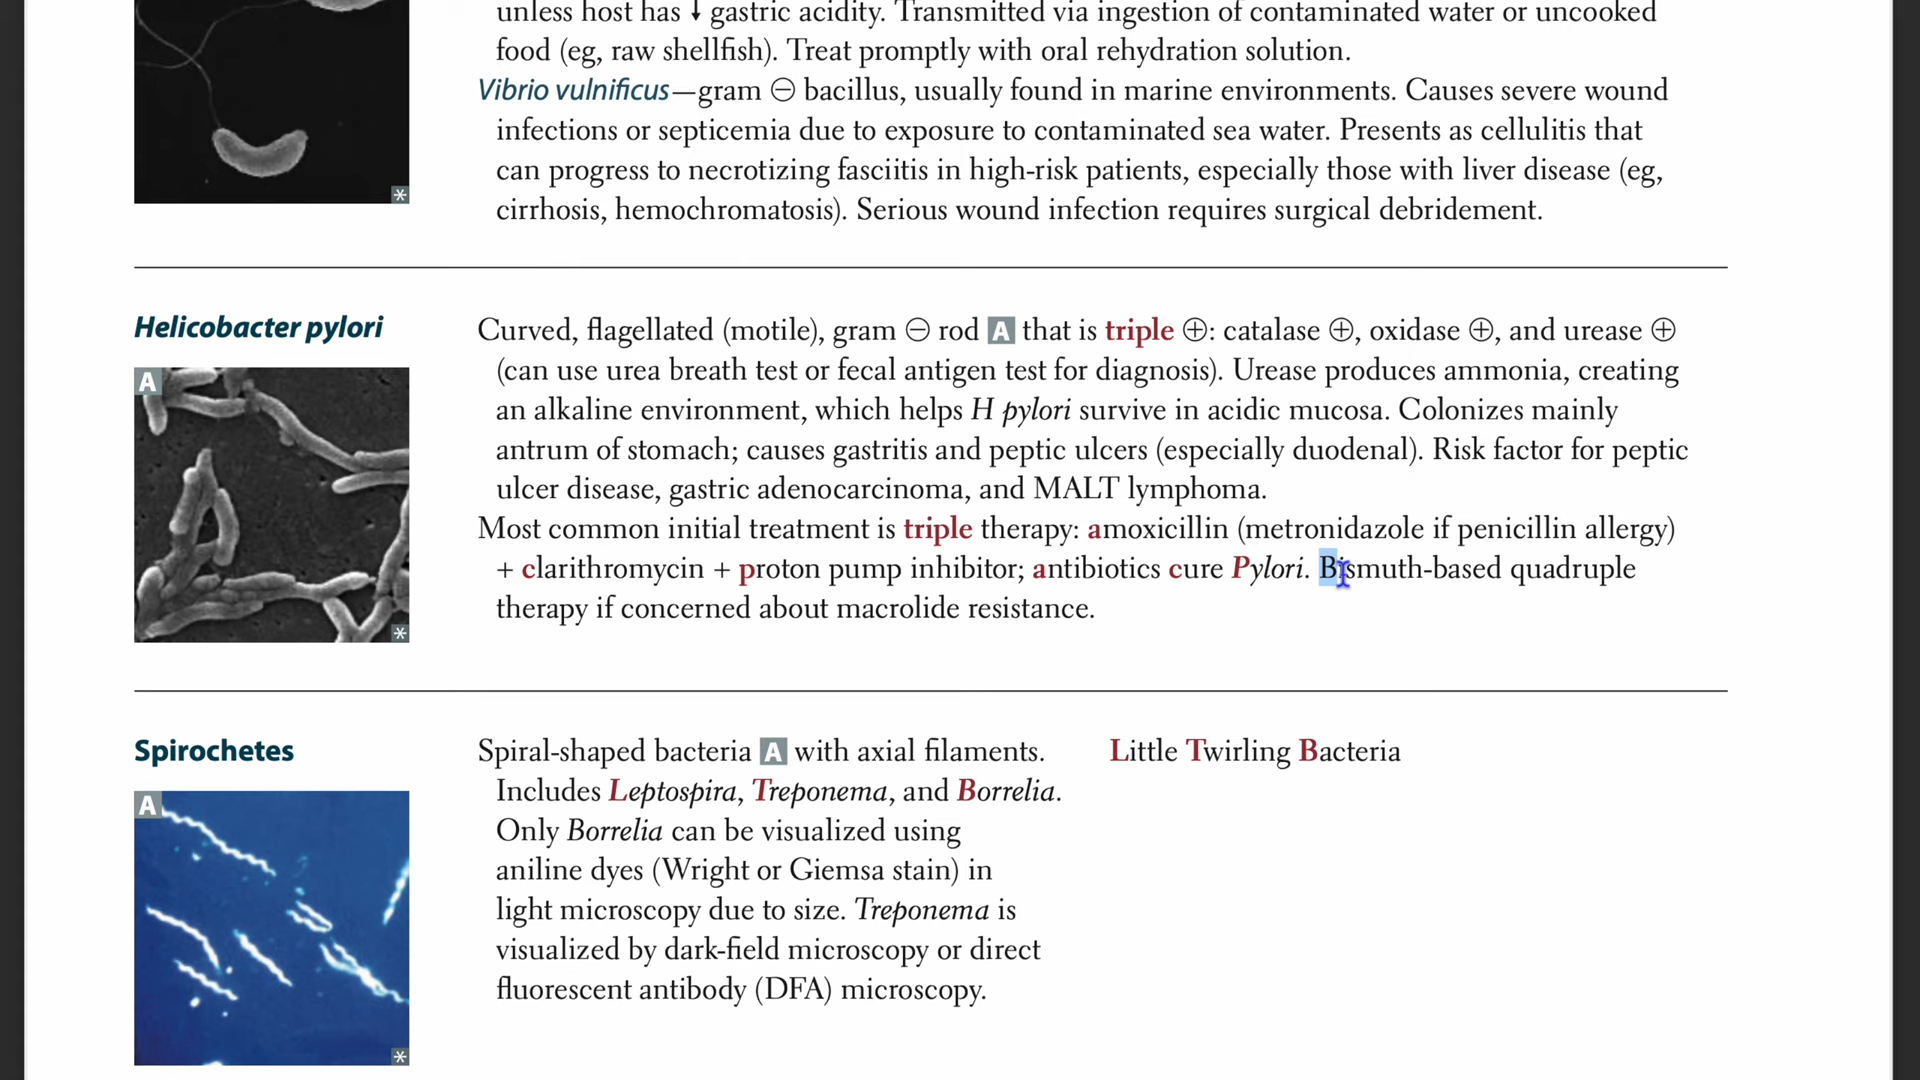 unless host has ↓ gastric acidity. Transmitted via ingestion of contaminated water or uncooked
food (eg, raw shellfish). Treat promptly with oral rehydration solution.
Vibrio vulnificus—gram ⊖ bacillus, usually found in marine environments. Causes severe wound
infections or septicemia due to exposure to contaminated sea water. Presents as cellulitis that
can progress to necrotizing fasciitis in high-risk patients, especially those with liver disease (eg,
cirrhosis, hemochromatosis). Serious wound infection requires surgical debridement.
*
Helicobacter pylori
A
*
Curved, flagellated (motile), gram ⊖ rod A that is triple ⊕: catalase ⊕, oxidase ⊕, and urease ⊕
(can use urea breath test or fecal antigen test for diagnosis). Urease produces ammonia, creating
an alkaline environment, which helps H pylori survive in acidic mucosa. Colonizes mainly
antrum of stomach; causes gastritis and peptic ulcers (especially duodenal). Risk factor for peptic
ulcer disease, gastric adenocarcinoma, and MALT lymphoma.
Most common initial treatment is triple therapy: amoxicillin (metronidazole if penicillin allergy)
+ clarithromycin + proton pump inhibitor; antibiotics cure Pylori. Bismuth-based quadruple
therapy if concerned about macrolide resistance.
Spirochetes
A
*
Spiral-shaped bacteria A with axial filaments.
Includes Leptospira, Treponema, and Borrelia.
Only Borrelia can be visualized using
aniline dyes (Wright or Giemsa stain) in
light microscopy due to size. Treponema is
visualized by dark-field microscopy or direct
fluorescent antibody (DFA) microscopy.
Little Twirling Bacteria